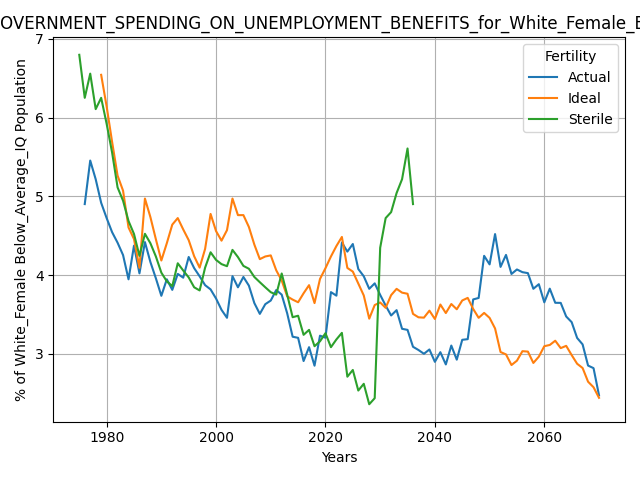 OVERNMENT_SPENDING_ON_UNEMPLOYMENT_BENEFITS_for_White_Female_B
% of White_Female Below_Average_IQ Population
7
6
5
4
3
1980
2000
2020
2040
2060
Years
Fertility
Actual
Ideal
Sterile